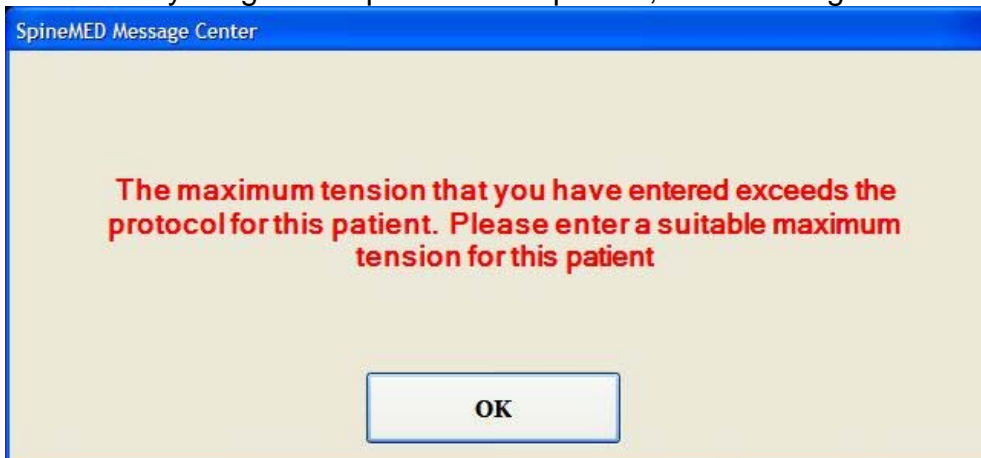 SpineMED Message Center
The maximum tension that you have entered exceeds the
protocol for this patient. Please enter a suitable maximum
tension for this patient
OK